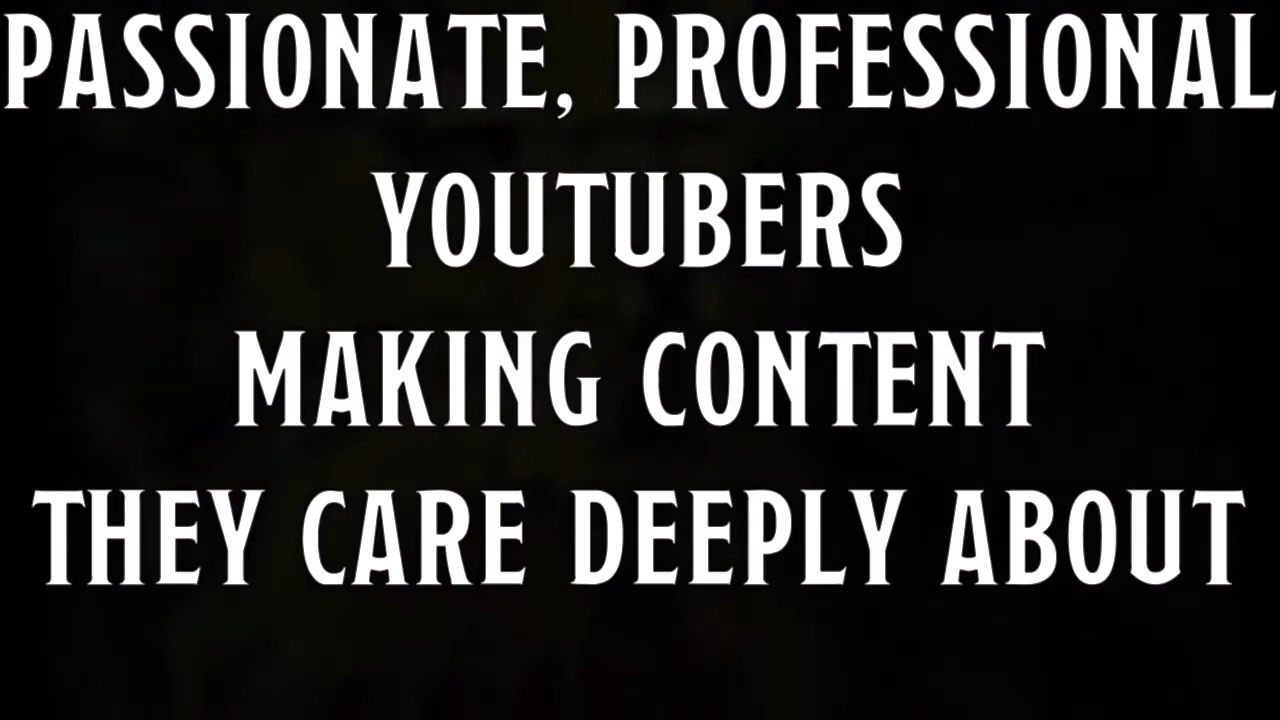 PASSIONATE, PROFESSIONAL
YOUTUBERS
MAKING CONTENT
THEY CARE DEEPLY ABOUT